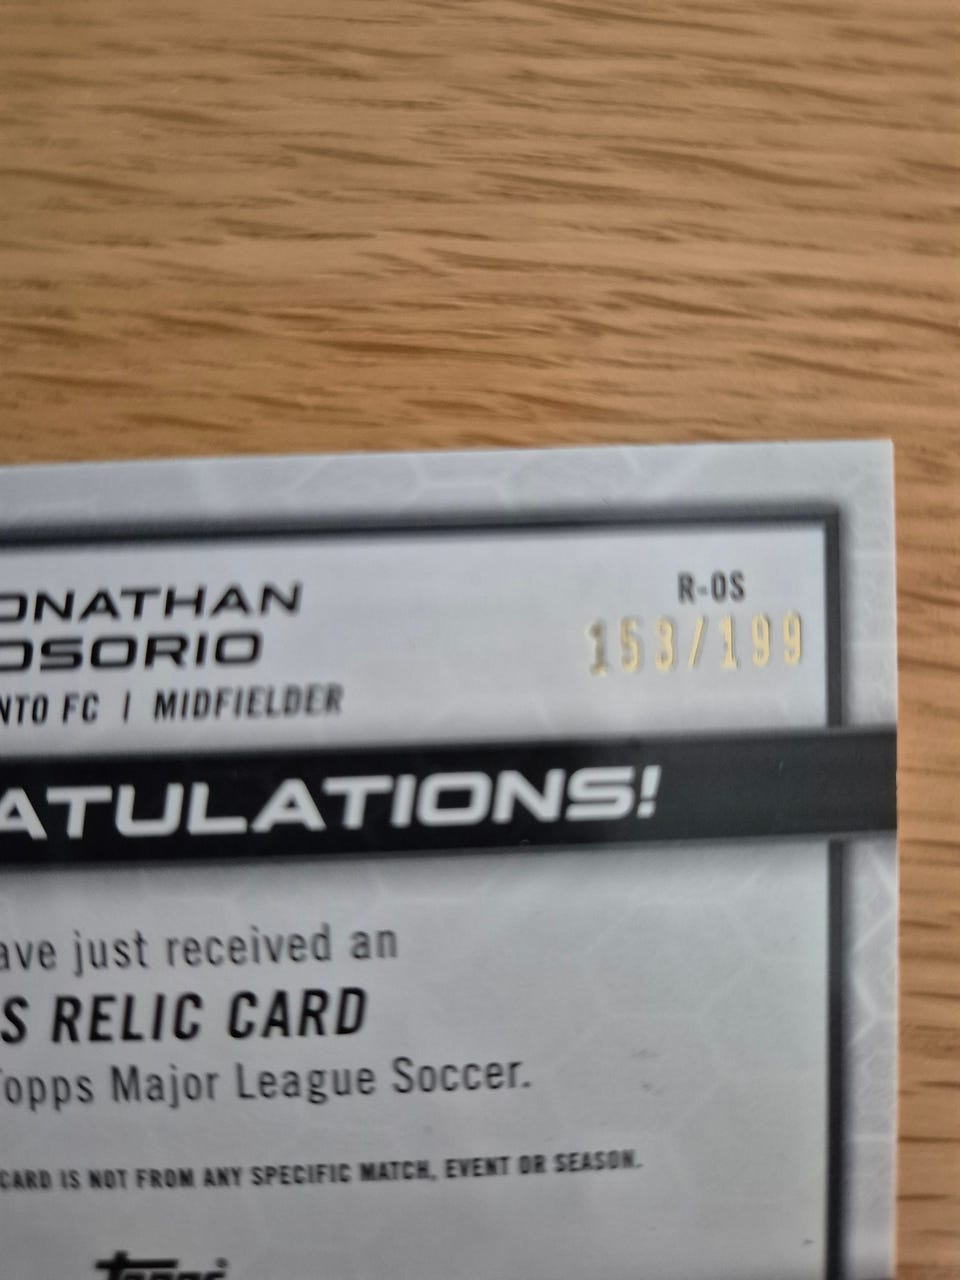 ONATHAN
OSORIO
NTO FC | MIDFIELDER
R-OS
153/199
ATULATIONS!
ave just received an
S RELIC CARD
Topps Major League Soccer.
CARD IS NOT FROM ANY SPECIFIC MATCH, EVENT OR SEASON.
Topps